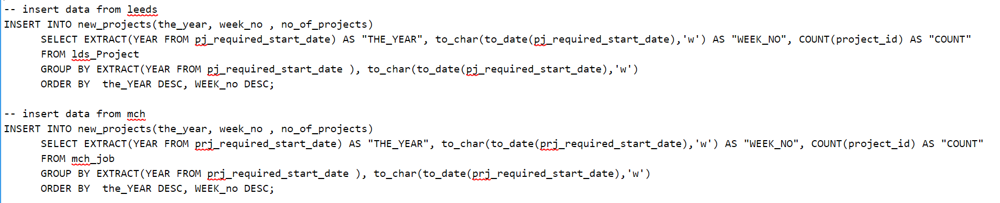 -- insert data from leeds
INSERT INTO new_projects(the_year, week_no , no_of_projects)
SELECT EXTRACT(YEAR FROM pj_required_start_date) AS "THE_YEAR", to_char(to_date(pj_required_start_date),'w') AS "WEEK_NO", COUNT(project_id) AS "COUNT"
FROM lds_Project
GROUP BY EXTRACT(YEAR FROM pj_required_start_date ), to_char(to_date(pj_required_start_date),'w')
ORDER BY  the_YEAR DESC, WEEK_no DESC;
-- insert data from mch
INSERT INTO new_projects(the_year, week_no , no_of_projects)
SELECT EXTRACT(YEAR FROM prj_required_start_date) AS "THE_YEAR", to_char(to_date(prj_required_start_date),'w') AS "WEEK_NO", COUNT(project_id) AS "COUNT"
FROM mch_job
GROUP BY EXTRACT(YEAR FROM prj_required_start_date ), to_char(to_date(prj_required_start_date),'w')
ORDER BY  the_YEAR DESC, WEEK_no DESC;